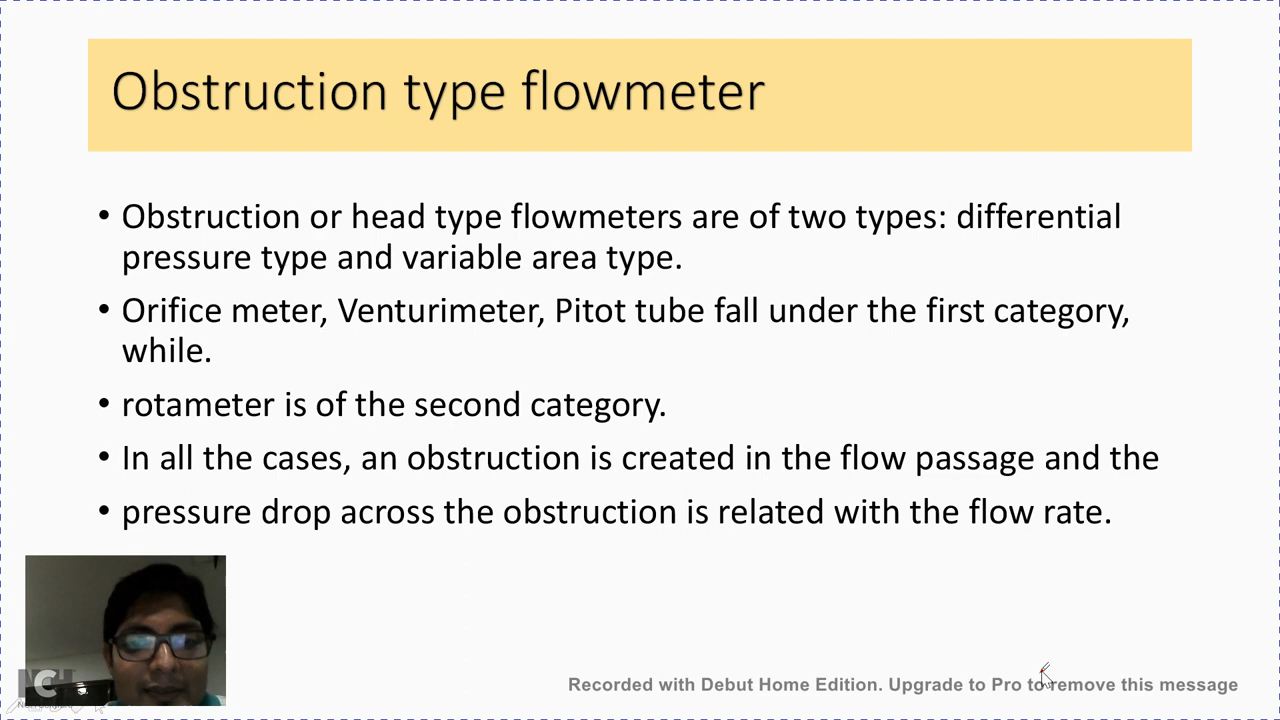 Obstruction type flowmeter
• Obstruction or head type flowmeters are of two types: differential
pressure type and variable area type.
• Orifice meter, Venturimeter, Pitot tube fall under the first category,
while.
• rotameter is of the second category.
• In all the cases, an obstruction is created in the flow passage and the
• pressure drop across the obstruction is related with the flow rate.
Recorded with Debut Home Edition. Upgrade to Pro to remove this message